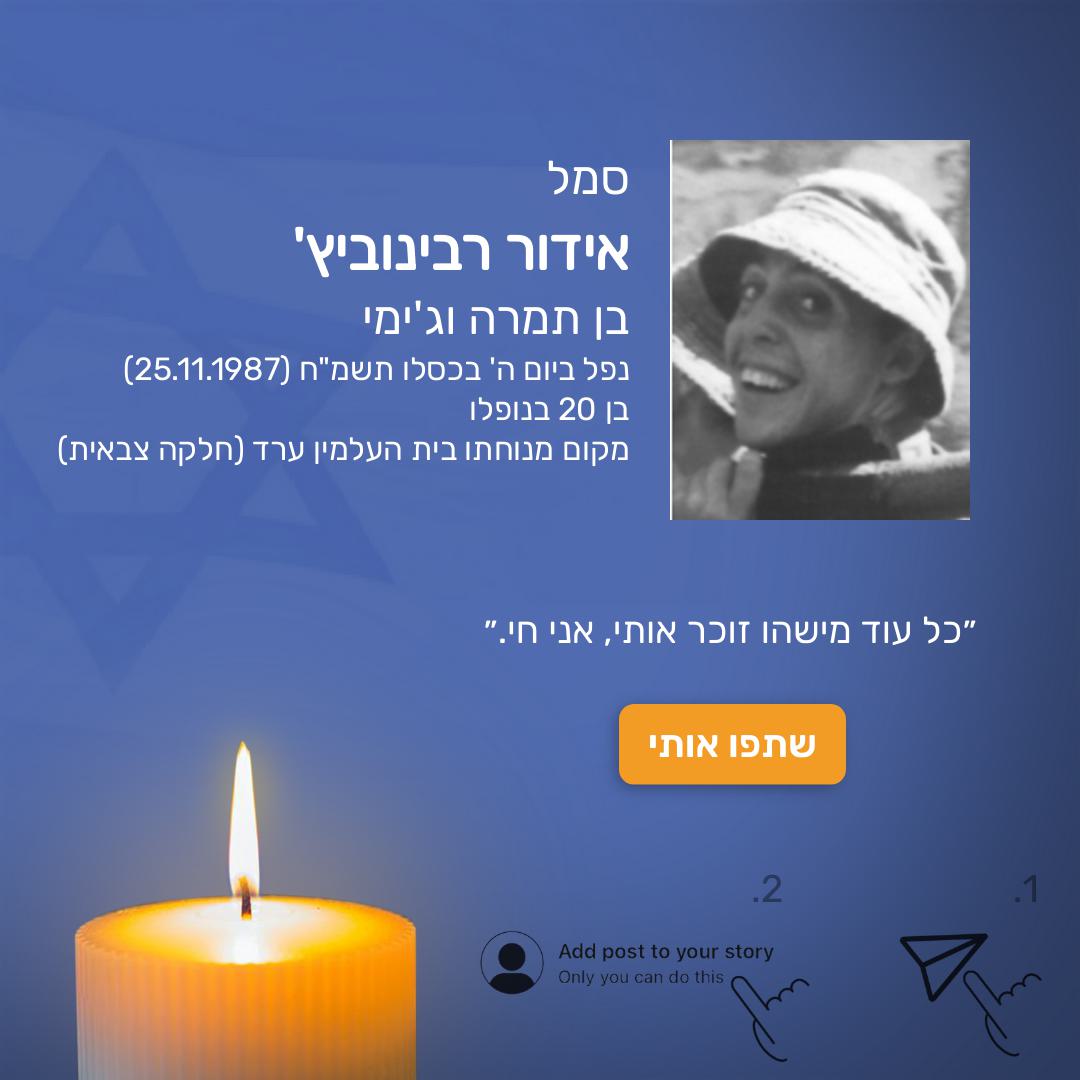 סמל
אידור רבינוביץ'
בן תמרה וג'ימי
נפל ביום ה' בכסלו תשמ"ח (25.11.1987)
בן 20 בנופלו
מקום מנוחתו בית העלמין ערד (חלקה צבאית)
״כל עוד מישהו זוכר אותי, אני חי.״
שתפו אותי
1.
2.
Add post to your story
Only you can do this